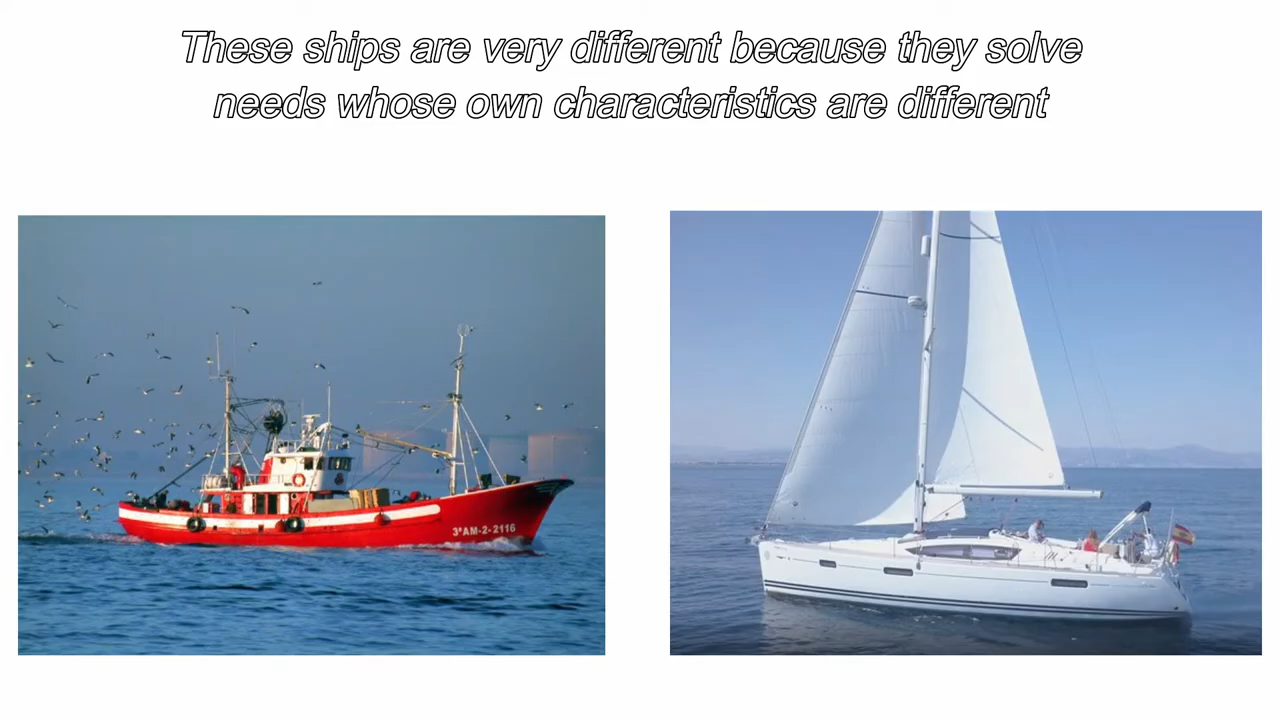 These ships are very different because they solve
needs whose own characteristics are different
3ªAM-2-2116